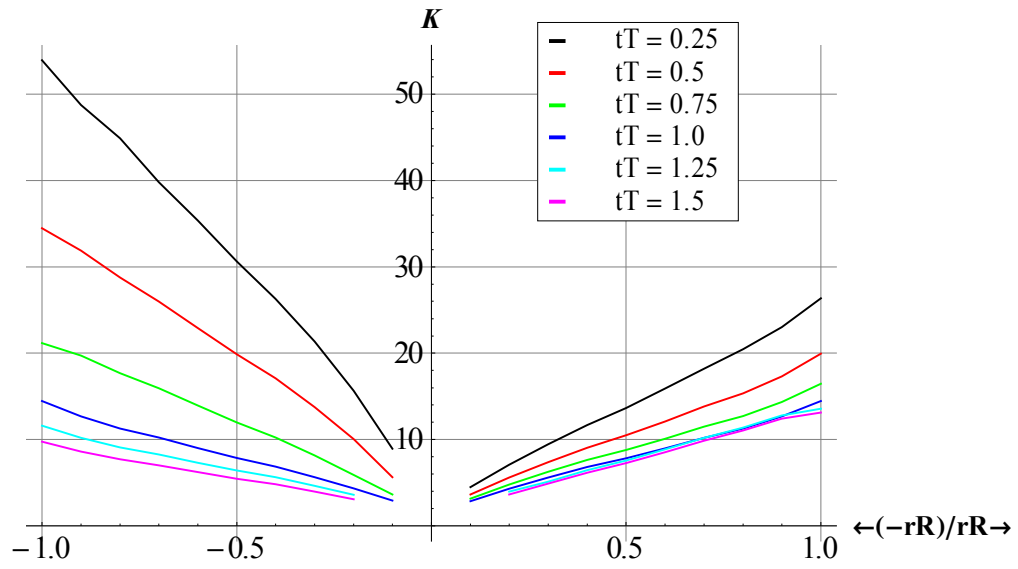 K
tT = 0.25
tT = 0.5
tT = 0.75
tT = 1.0
tT = 1.25
tT = 1.5
50
40
30
20
10
−1.0 −0.5 0.5 1.0
←(−rR)/rR→